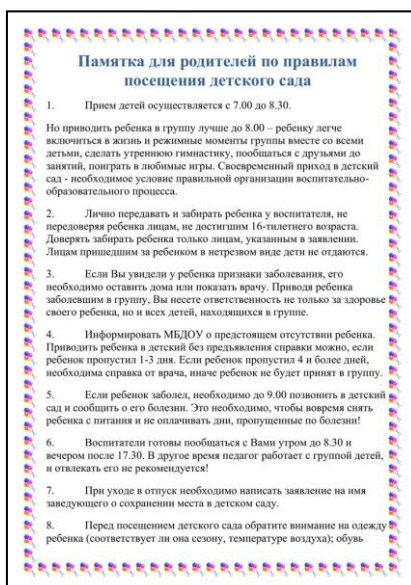 Памятка для родителей по правилам
посещения детского сада
1. Прием детей осуществляется с 7.00 до 8.30.
Но приводить ребенка в группу лучше до 8.00 – ребенку легче
включиться в жизнь и режимные моменты группы вместе со всеми
детьми, сделать утреннюю гимнастику, пообщаться с друзьями до
занятий, поиграть в любимые игры. Своевременный приход в детский
сад - необходимое условие правильной организации воспитательно-
образовательного процесса.
2. Лично передавать и забирать ребенка у воспитателя, не
передоверяя ребенка лицам, не достигшим 16-тилетнего возраста.
Доверять забирать ребенка только лицам, указанным в заявлении.
Лицам пришедшим за ребенком в нетрезвом виде дети не отдаются.
3. Если Вы увидели у ребенка признаки заболевания, его
необходимо оставить дома или показать врачу. Приводя ребенка
заболевшим в группу, Вы несете ответственность не только за здоровье
своего ребенка, но и всех детей, находящихся в группе.
4. Информировать МБДОУ о предстоящем отсутствии ребенка.
Приводить ребенка в детский без предъявления справки можно, если
ребенок пропустил 1-3 дня. Если ребенок пропустил 4 и более дней,
необходима справка от врача, иначе ребенок не будет принят в группу.
5. Если ребенок заболел, необходимо до 9.00 позвонить в детский
сад и сообщить о его болезни. Это необходимо, чтобы вовремя снять
ребенка с питания и не оплачивать дни, пропущенные по болезни!
6. Воспитатели готовы пообщаться с Вами утром до 8.30 и
вечером после 17.30. В другое время педагог работает с группой детей,
и отвлекать его не рекомендуется!
7. При уходе в отпуск необходимо написать заявление на имя
заведующего о сохранении места в детском саду.
8. Перед посещением детского сада обратите внимание на одежду
ребенка (соответствует ли она сезону, температуре воздуха); обувь